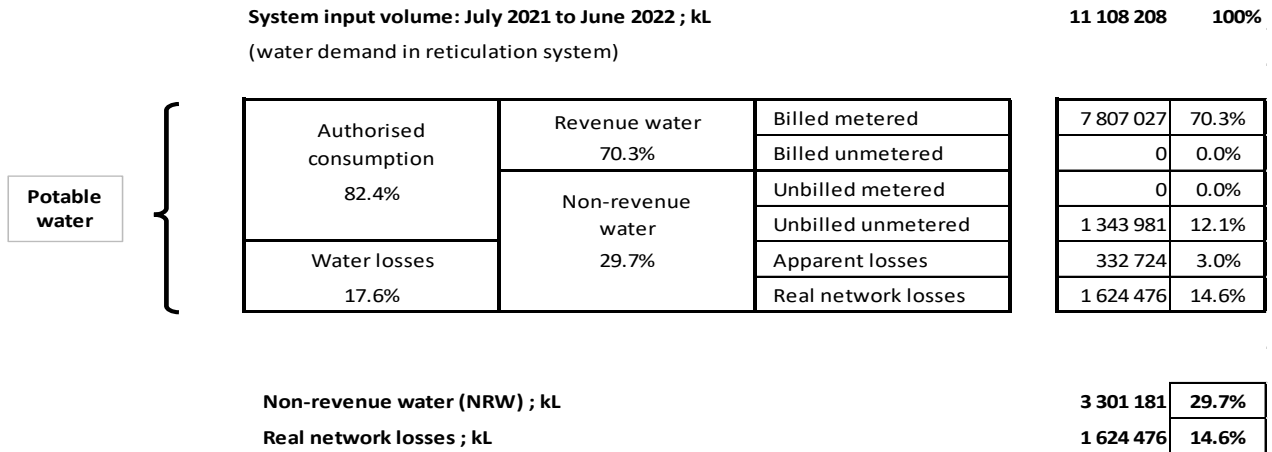 System input volume: July 2021 to June 2022 ; kL 11 108 208 100%
(water demand in reticulation system)
Potable
water
Authorised
consumption
82.4%
Water losses
17.6%
Revenue water
70.3%
Non-revenue
water
29.7%
Billed metered 7 807 027 70.3%
Billed unmetered 0 0.0%
Unbilled metered 0 0.0%
Unbilled unmetered 1 343 981 12.1%
Apparent losses 332 724 3.0%
Real network losses 1 624 476 14.6%
Non-revenue water (NRW) ; kL 3 301 181 29.7%
Real network losses ; kL 1 624 476 14.6%